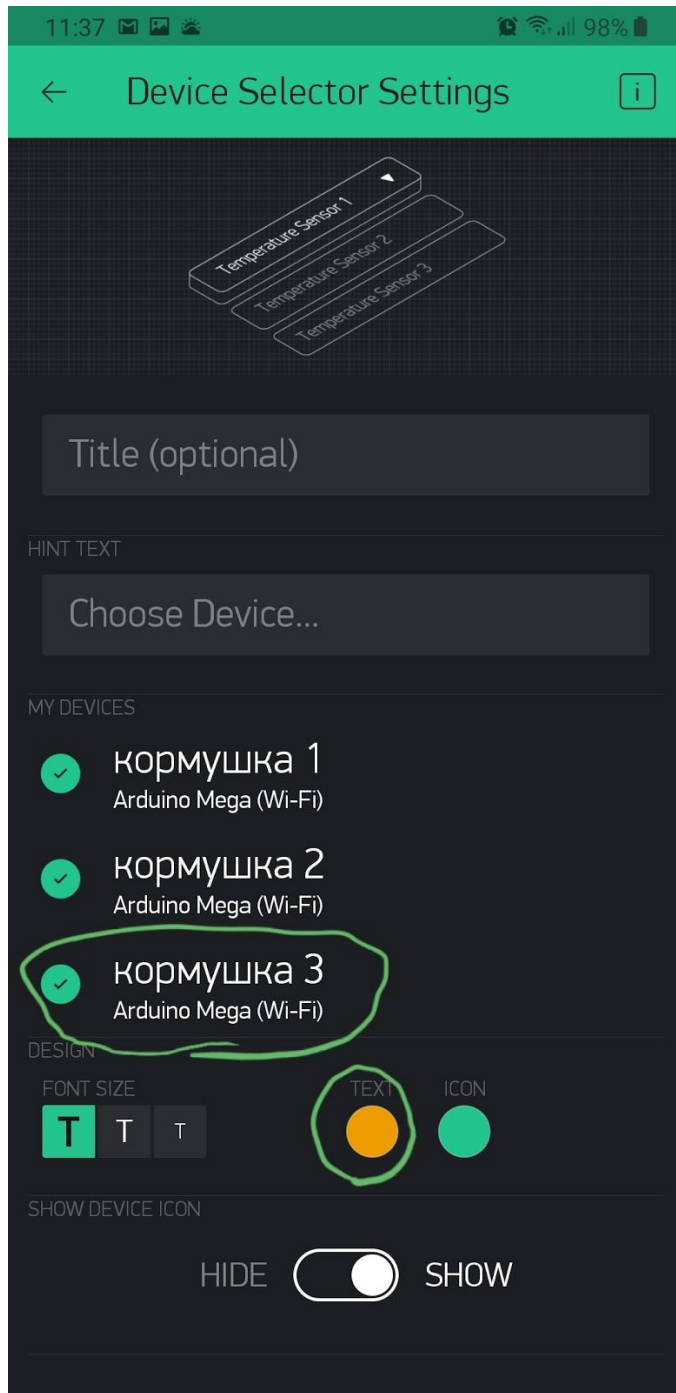 11:37 98%
Device Selector Settings i
Temperature Sensor 1
Temperature Sensor 2
Temperature Sensor 3
Title (optional)
HINT TEXT
Choose Device...
MY DEVICES
кормушка 1
Arduino Mega (Wi-Fi)
кормушка 2
Arduino Mega (Wi-Fi)
кормушка 3
Arduino Mega (Wi-Fi)
DESIGN
FONT SIZE TEXT ICON
T T T
SHOW DEVICE ICON
HIDE SHOW